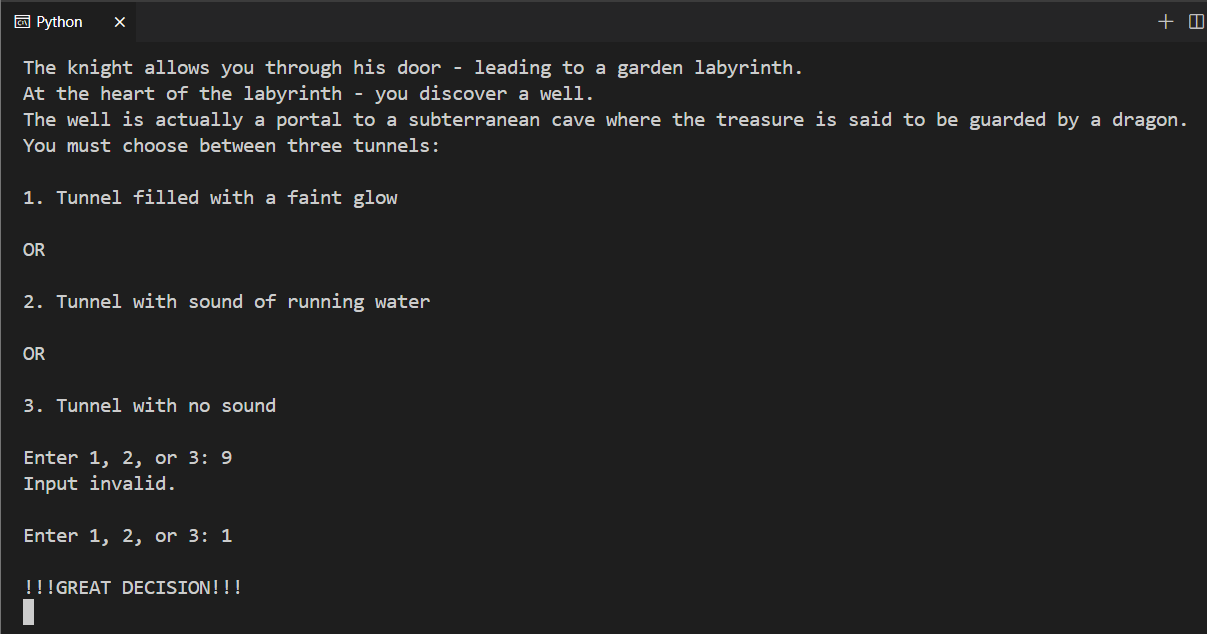 Python
The knight allows you through his door - leading to a garden labyrinth.
At the heart of the labyrinth - you discover a well.
The well is actually a portal to a subterranean cave where the treasure is said to be guarded by a dragon.
You must choose between three tunnels:
1. Tunnel filled with a faint glow
OR
2. Tunnel with sound of running water
OR
3. Tunnel with no sound
Enter 1, 2, or 3: 9
Input invalid.
Enter 1, 2, or 3: 1
!!!GREAT DECISION!!!